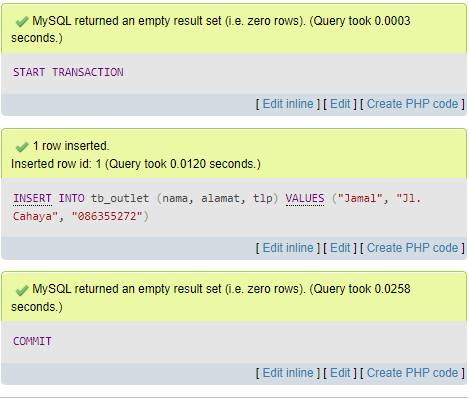 MySQL returned an empty result set (i.e. zero rows). (Query took 0.0003
seconds.)
START TRANSACTION
[ Edit inline ] [ Edit ] [ Create PHP code ]
1 row inserted.
Inserted row id: 1 (Query took 0.0120 seconds.)
INSERT INTO tb_outlet (nama, alamat, tlp) VALUES ("Jamal", "Jl.
Cahaya", "086355272")
[ Edit inline ] [ Edit ] [ Create PHP code ]
MySQL returned an empty result set (i.e. zero rows). (Query took 0.0258
seconds.)
COMMIT
[ Edit inline ] [ Edit ] [ Create PHP code ]